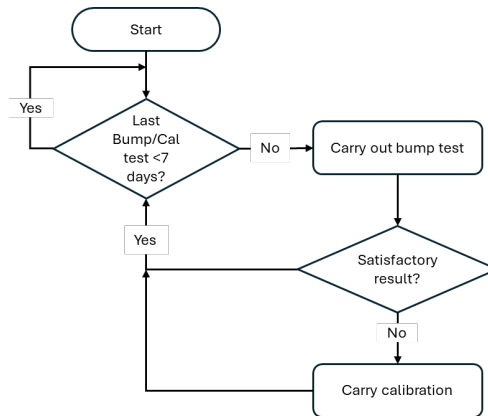 Start
Yes
Last
Bump/Cal
test <7
days?
No
Carry out bump test
Yes
Satisfactory
result?
No
Carry calibration